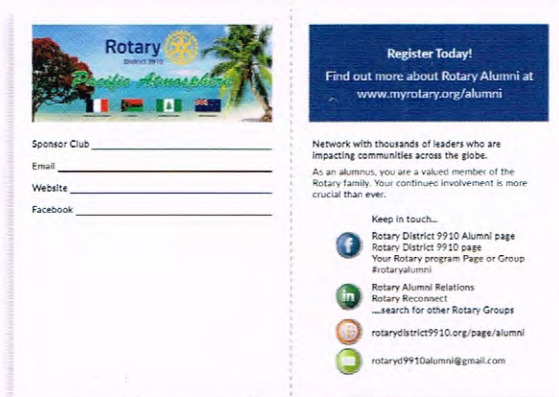 Rotary
District 9910
Pacific Atmosphere
Sponsor Club
Email
Website
Facebook
Register Today!
Find out more about Rotary Alumni at
www.myrotary.org/alumni
Network with thousands of leaders who are
impacting communities across the globe.
As an alumnus, you are a valued member of the
Rotary family. Your continued involvement is more
crucial than ever.
Keep in touch...
Rotary District 9910 Alumni page
Rotary District 9910 page
Your Rotary program Page or Group
#rotaryalumni
Rotary Alumni Relations
Rotary Reconnect
....search for other Rotary Groups
rotarydistrict9910.org/page/alumni
rotaryd9910alumni@gmail.com